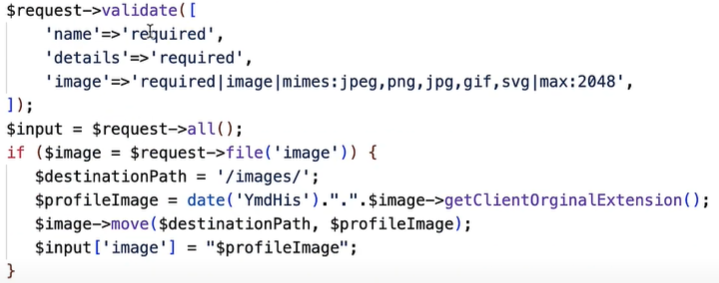 $request->validate([
    'name'=>'required',
    'details'=>'required',
    'image'=>'required|image|mimes:jpeg,png,jpg,gif,svg|max:2048',
]);
$input = $request->all();
if ($image = $request->file('image')) {
   $destinationPath = '/images/';
   $profileImage = date('YmdHis').".".$image->getClientOrginalExtension();
   $image->move($destinationPath, $profileImage);
   $input['image'] = "$profileImage";
}